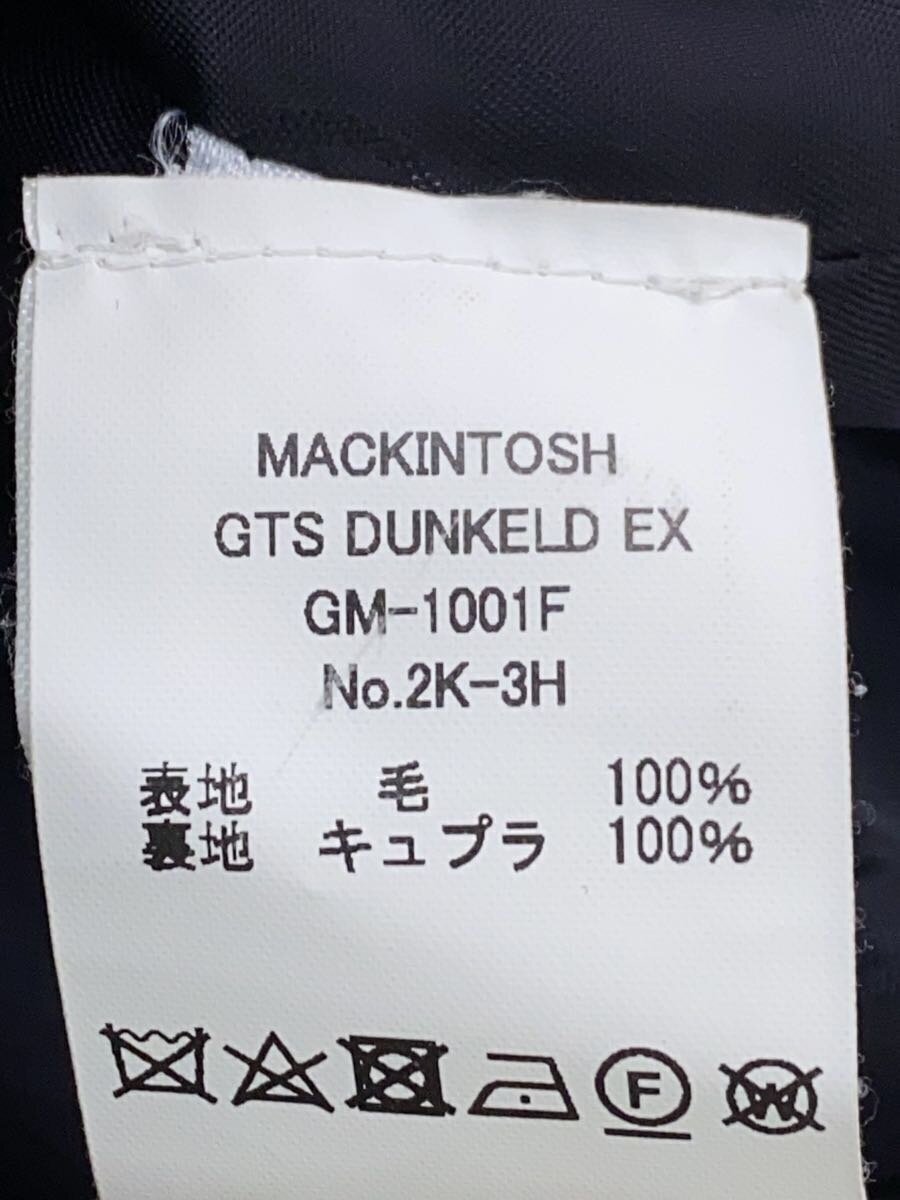 MACKINTOSH
GTS DUNKELD EX
GM-1001F
No.2K-3H
表地 毛 100%
裏地 キュプラ 100%
F W